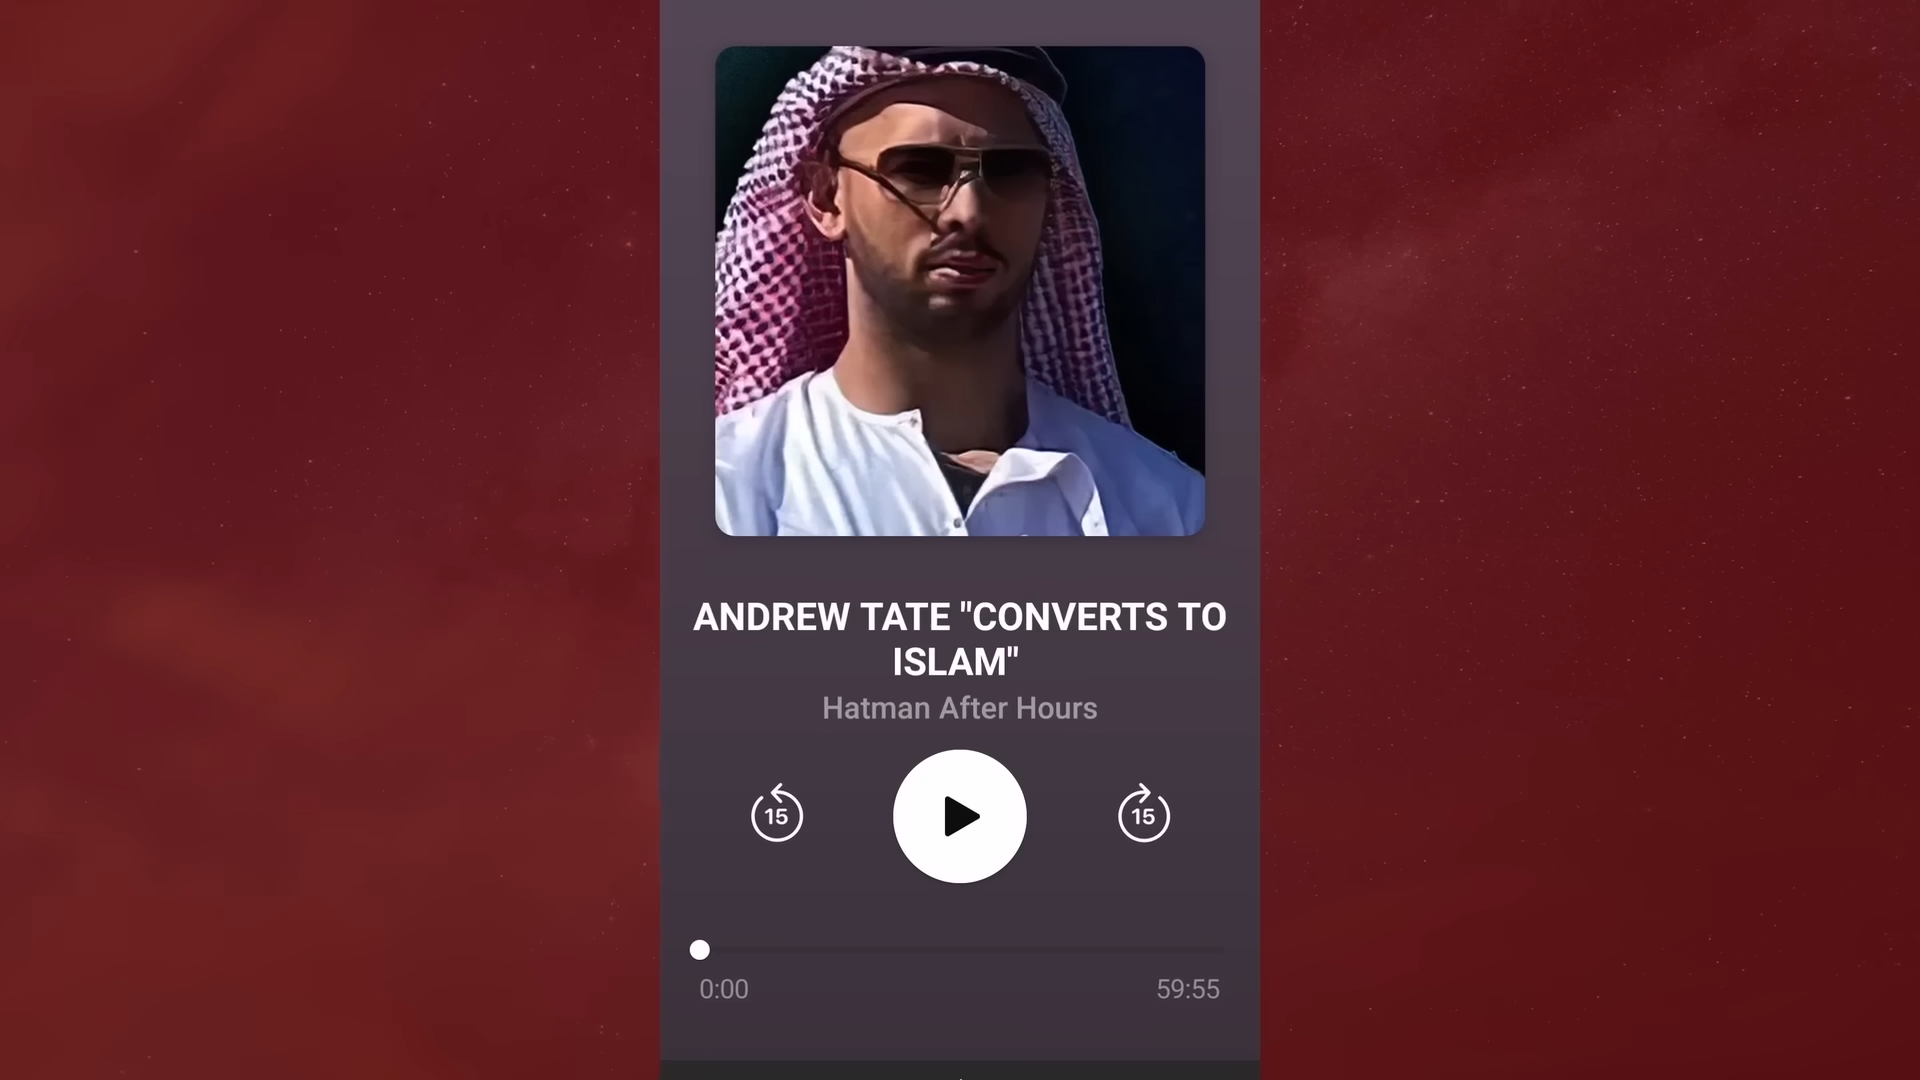 ANDREW TATE "CONVERTS TO
ISLAM"
Hatman After Hours
15
15
0:00
59:55